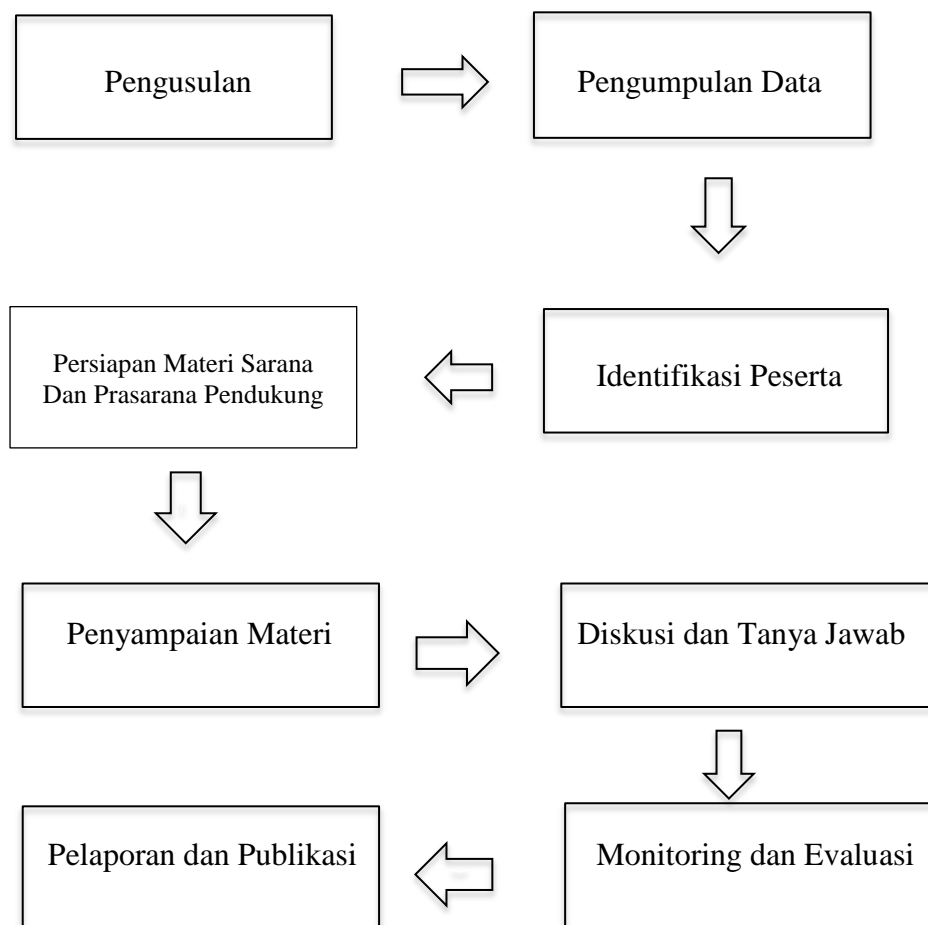 Pengusulan
Pengumpulan Data
Identifikasi Peserta
Persiapan Materi Sarana
Dan Prasarana Pendukung
Penyampaian Materi
Diskusi dan Tanya Jawab
Monitoring dan Evaluasi
Pelaporan dan Publikasi